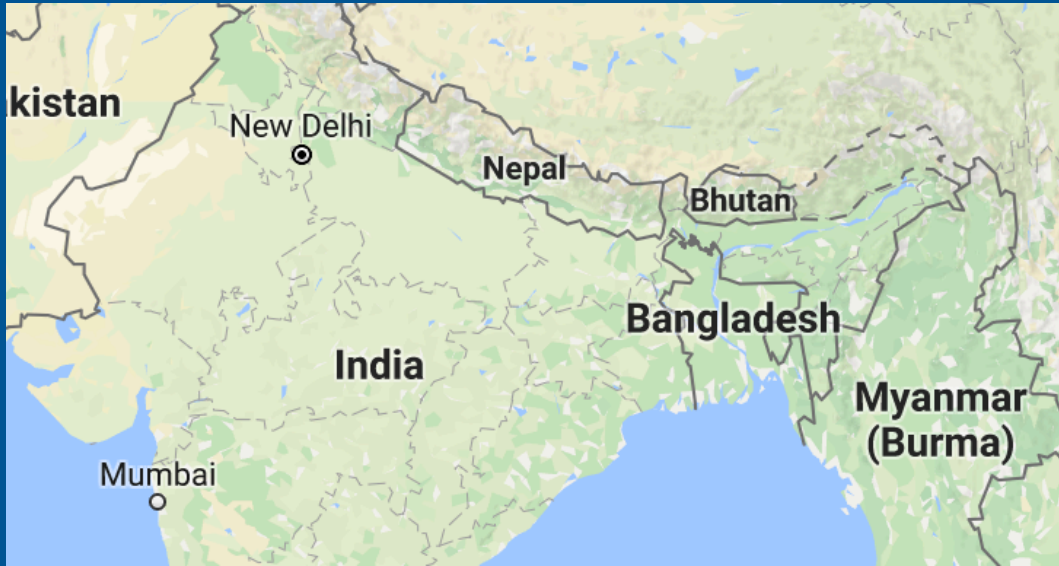 kistan
New Delhi
Nepal
Bhutan
Bangladesh
India
Myanmar
(Burma)
Mumbai